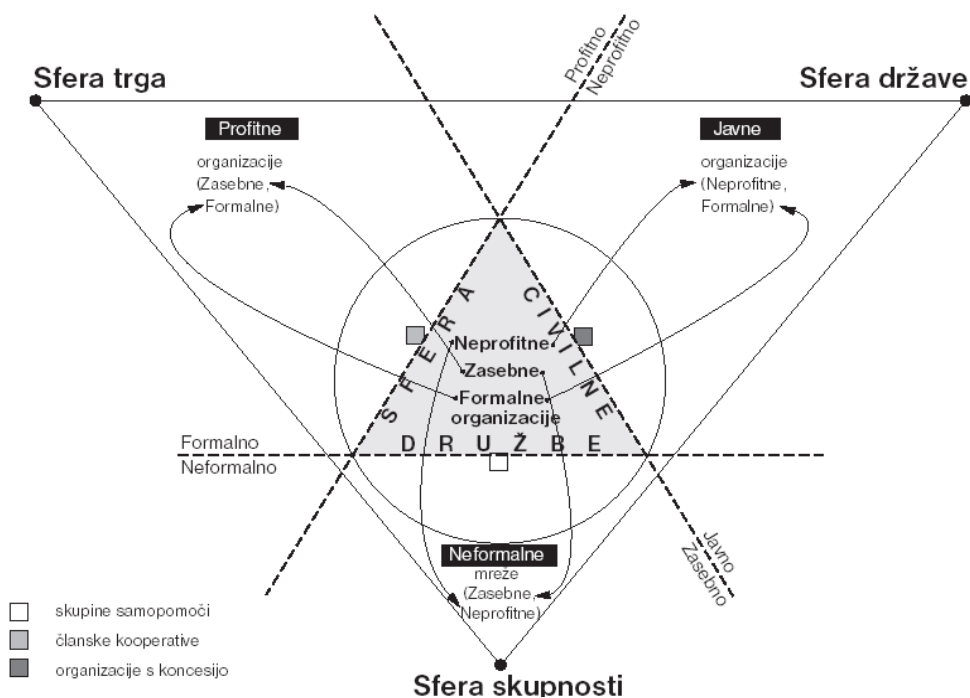 Profitno
Neprofitno
Sfera trga
Sfera države
Profitne
organizacije
(Zasebne,
Formalne)
Javne
organizacije
(Neprofitne,
Formalne)
SFERA CIVILNE
Neprofitne
Zasebne
Formalne
organizacije
DRUŽBE
Formalno
Neformalno
Javno
Zasebno
Neformalne
mreže
(Zasebne,
Neprofitne)
skupine samopomoči
članske kooperative
organizacije s koncesijo
Sfera skupnosti